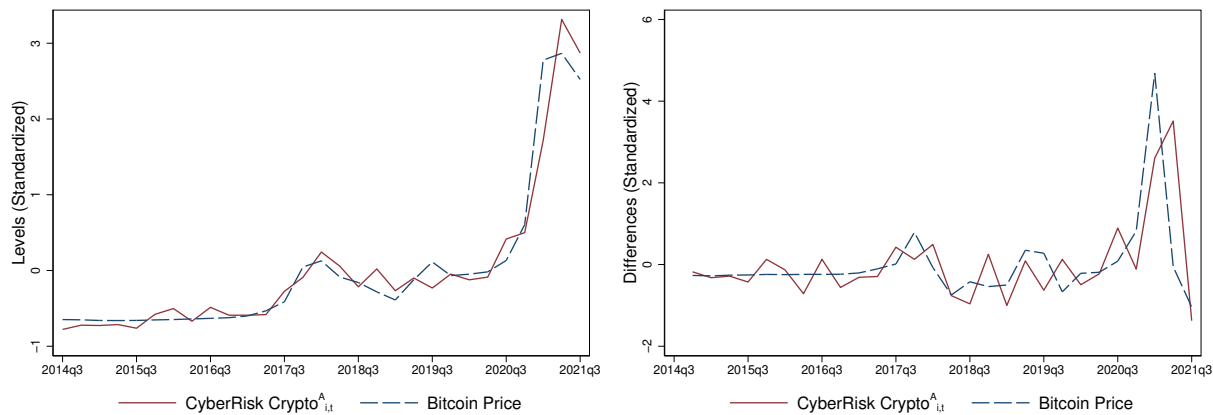 Levels (Standardized)
3
2
1
0
−1
2014q3 2015q3 2016q3 2017q3 2018q3 2019q3 2020q3 2021q3
CyberRisk Crypto^A_i,t Bitcoin Price
Differences (Standardized)
6
4
2
0
−2
2014q3 2015q3 2016q3 2017q3 2018q3 2019q3 2020q3 2021q3
CyberRisk Crypto^A_i,t Bitcoin Price